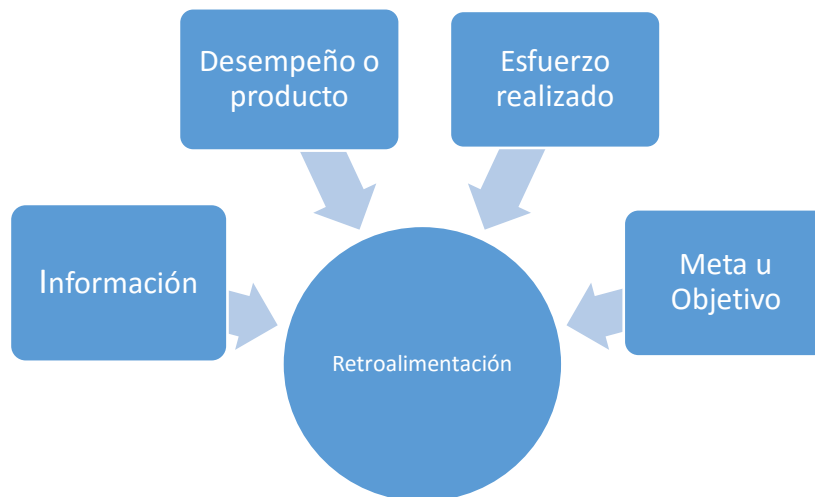 Desempeño o
producto
Esfuerzo
realizado
Información
Meta u
Objetivo
Retroalimentación